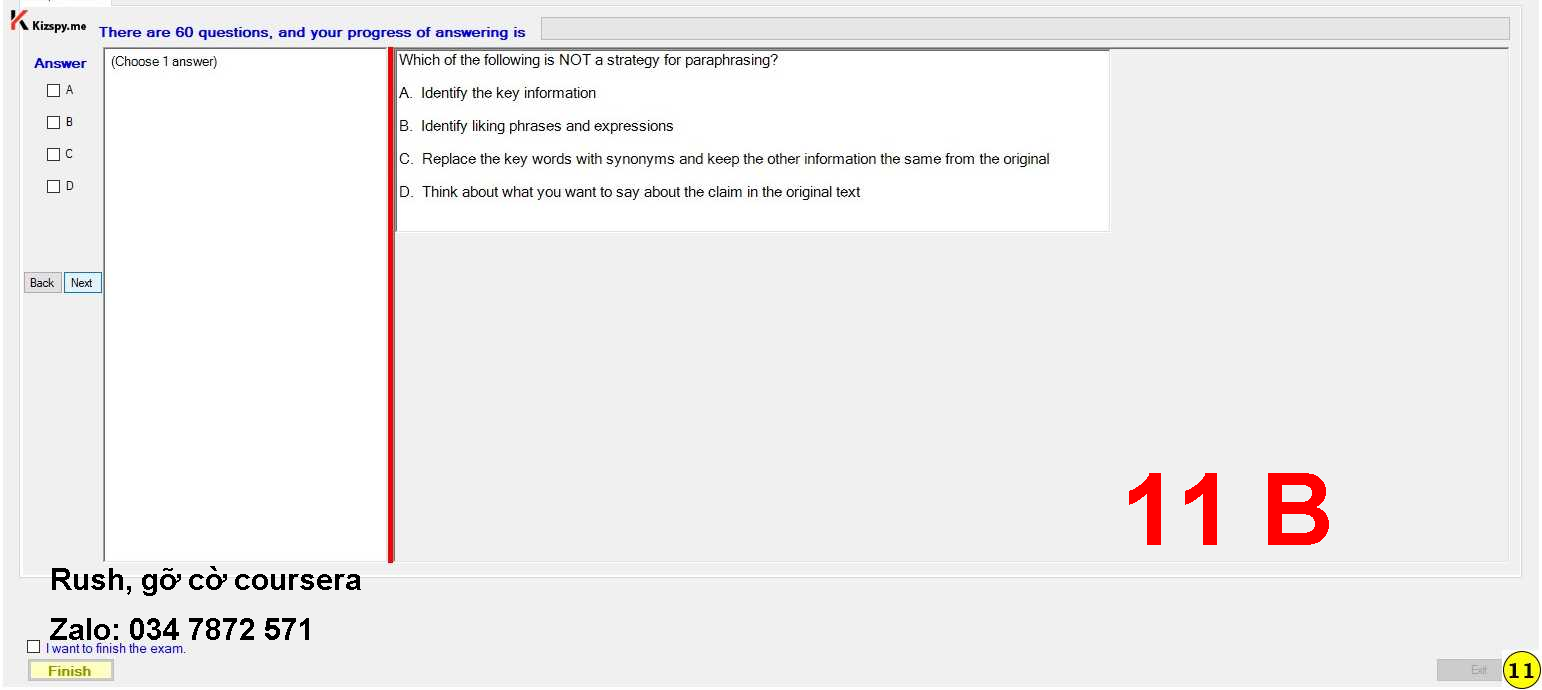 Kizspy.me
There are 60 questions, and your progress of answering is
Answer
(Choose 1 answer)
A
B
C
D
Back
Next
Which of the following is NOT a strategy for paraphrasing?
A. Identify the key information
B. Identify liking phrases and expressions
C. Replace the key words with synonyms and keep the other information the same from the original
D. Think about what you want to say about the claim in the original text
11 B
Rush, gỡ cờ coursera
Zalo: 034 7872 571
I want to finish the exam.
Finish
Exit
11